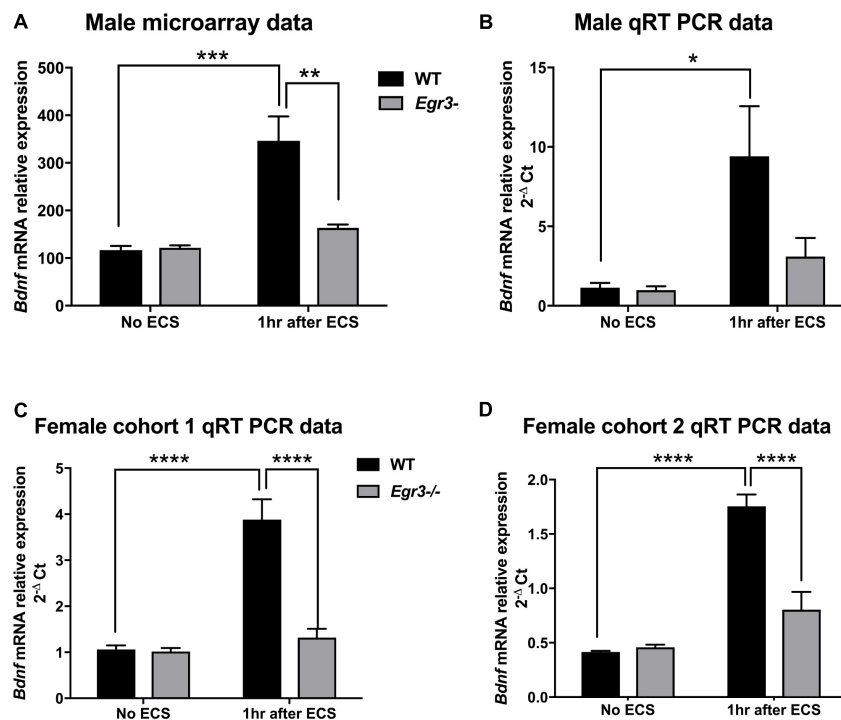 A
Male microarray data
Bdnf mRNA relative expression
500
400
300
200
100
0
***
**
No ECS
1hr after ECS
WT
Egr3-
B
Male qRT PCR data
Bdnf mRNA relative expression
2-Δ Ct
15
10
5
0
*
No ECS
1hr after ECS
C
Female cohort 1 qRT PCR data
Bdnf mRNA relative expression
2-Δ Ct
5
4
3
2
1
0
****
****
No ECS
1hr after ECS
WT
Egr3-/-
D
Female cohort 2 qRT PCR data
Bdnf mRNA relative expression
2-Δ Ct
2.0
1.5
1.0
0.5
0.0
****
****
No ECS
1hr after ECS